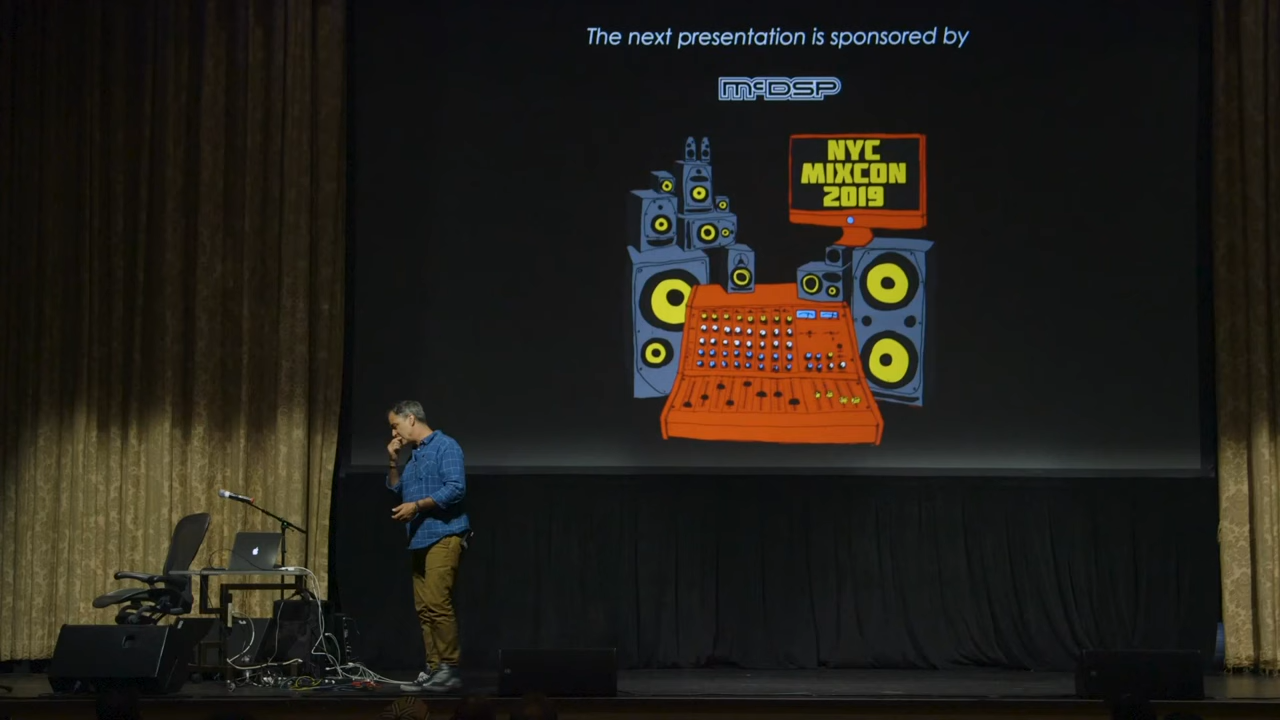 The next presentation is sponsored by
McDSP
NYC
MIXCON
2019